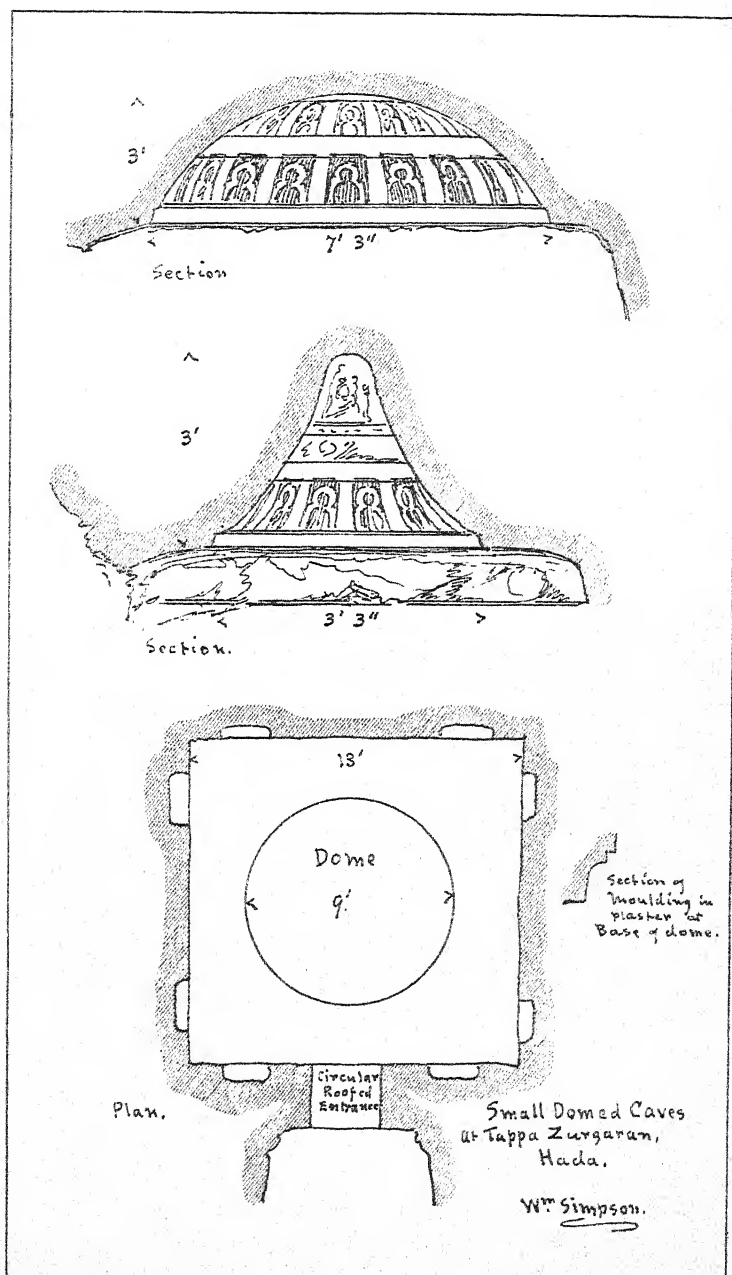 3'
7' 3"
Section
3'
3' 3"
Section.
13'
Dome
9'
Section of
Moulding in
plaster at
Base of dome.
Circular
Roofed
Entrance
Plan.
Small Domed Caves
at Tappa Zurgaran,
Hada.
Wm Simpson.